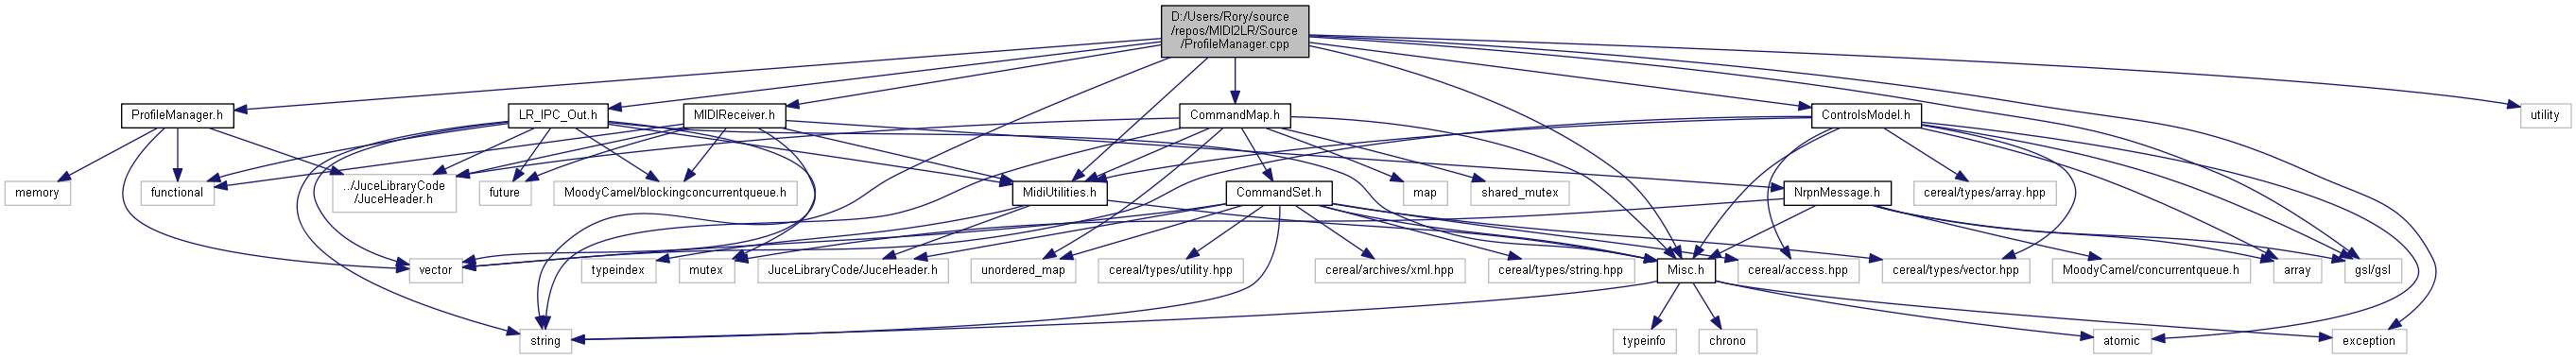 D:/Users/Rory/source
/repos/MIDI2LR/Source
/ProfileManager.cpp
ProfileManager.h
LR_IPC_Out.h
MIDIReceiver.h
CommandMap.h
ControlsModel.h
utility
memory
functional
../JuceLibraryCode
/JuceHeader.h
future
MoodyCamel/blockingconcurrentqueue.h
MidiUtilities.h
CommandSet.h
map
shared_mutex
NrpnMessage.h
cereal/types/array.hpp
vector
typeindex
mutex
JuceLibraryCode/JuceHeader.h
unordered_map
cereal/types/utility.hpp
cereal/archives/xml.hpp
cereal/types/string.hpp
Misc.h
cereal/access.hpp
cereal/types/vector.hpp
MoodyCamel/concurrentqueue.h
array
gsl/gsl
string
typeinfo
chrono
atomic
exception